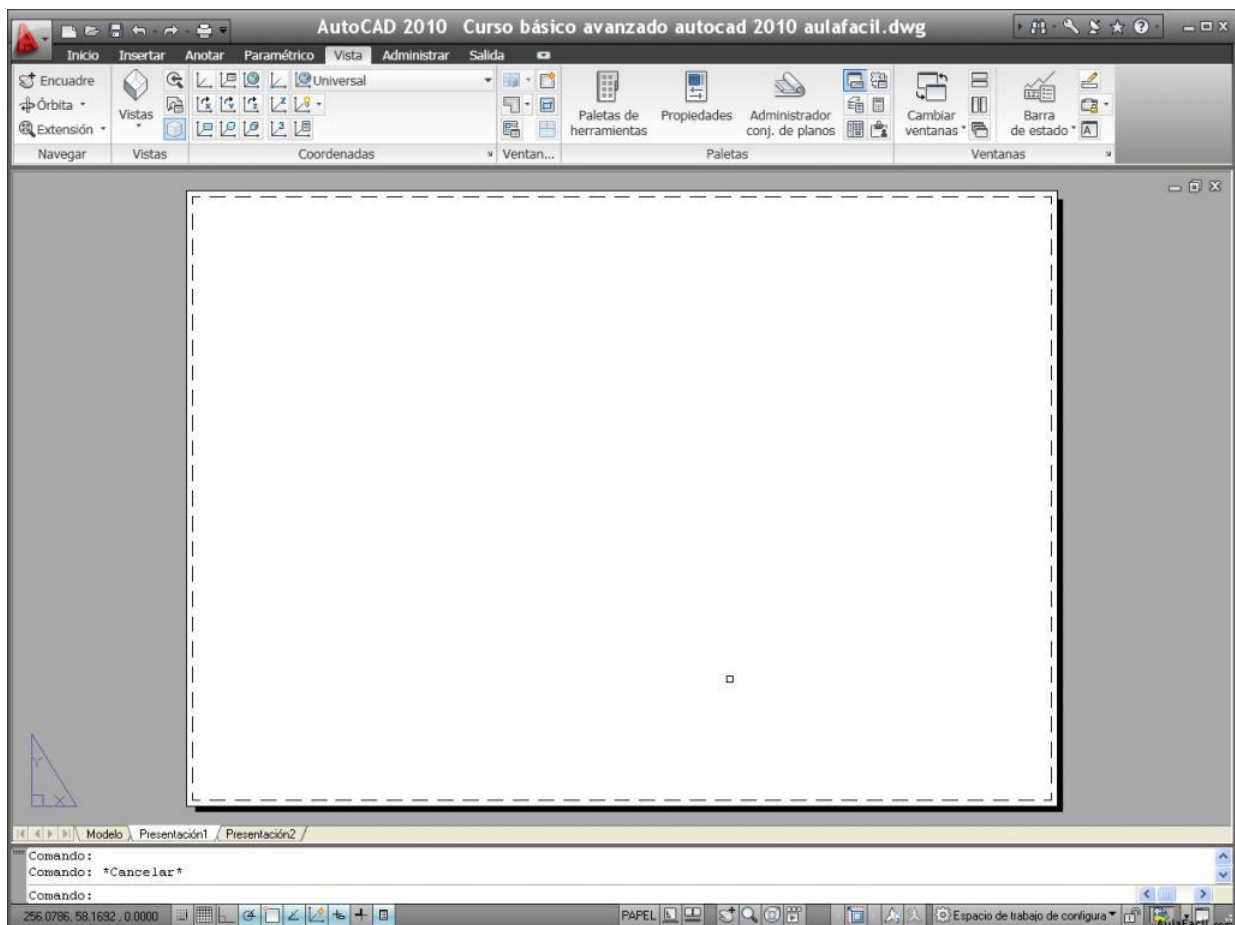 AutoCAD 2010 Curso básico avanzado autocad 2010 aulafacil.dwg
Inicio Insertar Anotar Paramétrico Vista Administrar Salida
Encuadre
Órbita
Extensión
Vistas
Universal
Paletas de herramientas
Propiedades
Administrador conj. de planos
Cambiar ventanas
Barra de estado
Navegar Vistas Coordenadas Ventan... Paletas Ventanas
Y
X
Modelo Presentación1 Presentación2
Comando:
Comando: *Cancelar*
Comando:
256.0786, 58.1692 , 0.0000 PAPEL Espacio de trabajo de configura
AulaFacil.com